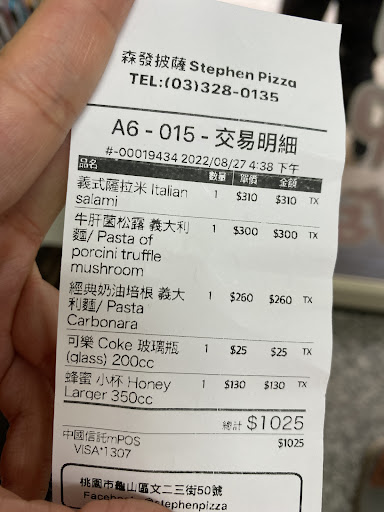 森發披薩 Stephen Pizza
TEL:(03)328-0135
A6 - 015 - 交易明細
#-00019434 2022/08/27 4:38 下午
品名 數量 單價 金額
義式薩拉米 Italian 1 $310 $310 TX
salami
牛肝菌松露 義大利 1 $300 $300 TX
麵/ Pasta of
porcini truffle
mushroom
經典奶油培根 義大 1 $260 $260 TX
利麵/ Pasta
Carbonara
可樂 Coke 玻璃瓶 1 $25 $25 TX
(glass) 200cc
蜂蜜 小杯 Honey 1 $130 $130 TX
Larger 350cc
總計 $1025
中國信託mPOS $1025
VISA*1307
桃園市龜山區文二三街50號
Facebook@stephenpizza